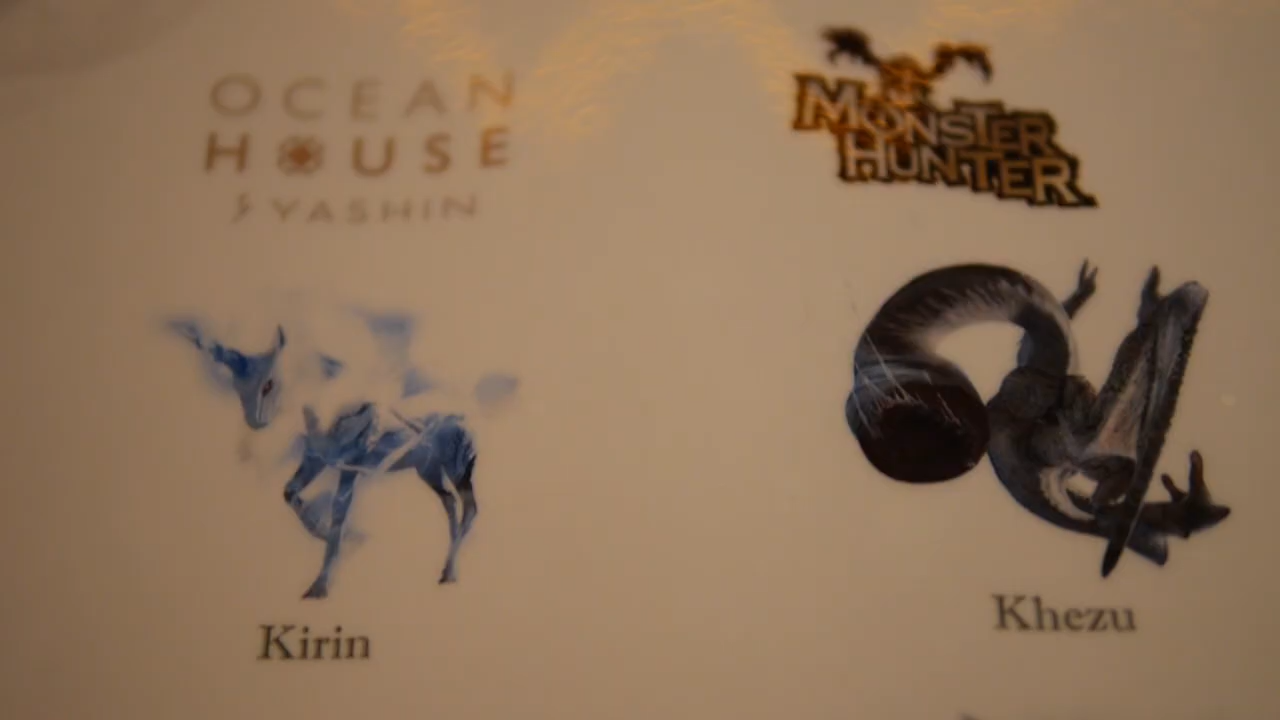 OCEAN
HOUSE
YASHIN
MONSTER
HUNTER
Kirin
Khezu